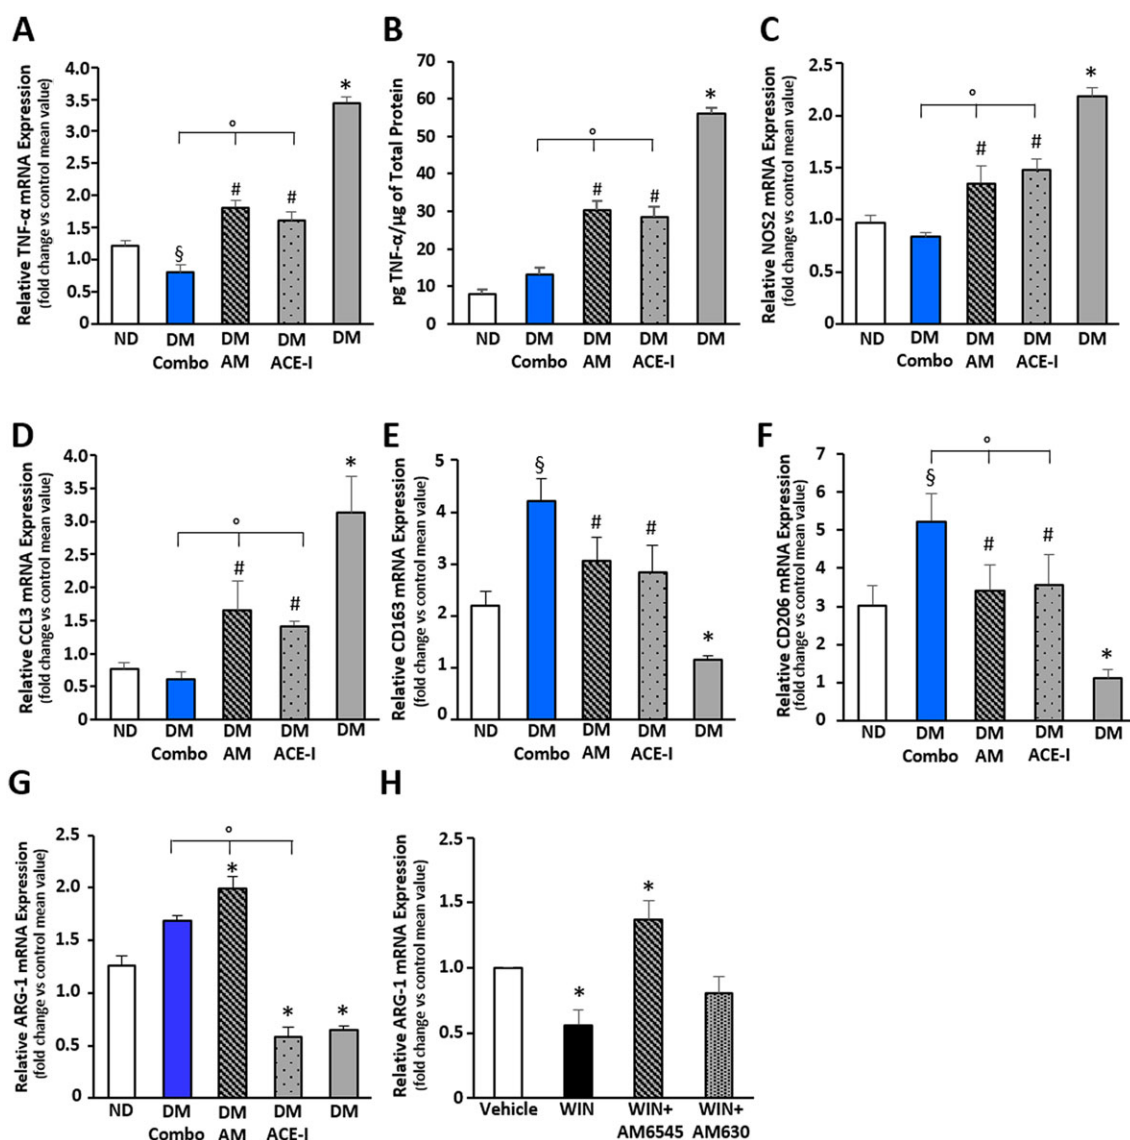 A
Relative TNF-α mRNA Expression
(fold change vs control mean value)
4.0
3.5
3.0
2.5
2.0
1.5
1.0
0.5
0
§
#
#
°
*
ND
DM
DM
DM
DM
Combo
AM
ACE-I
B
pg TNF-α/µg of Total Protein
70
60
50
40
30
20
10
0
°
#
#
*
ND
DM
DM
DM
DM
Combo
AM
ACE-I
C
Relative NOS2 mRNA Expression
(fold change vs control mean value)
2.5
2.0
1.0
0.5
0
°
#
#
*
ND
DM
DM
DM
DM
Combo
AM
ACE-I
D
Relative CCL3 mRNA Expression
(fold change vs control mean value)
4.0
3.5
3.0
2.5
2.0
1.5
1.0
0.5
0
°
#
#
*
ND
DM
DM
DM
DM
Combo
AM
ACE-I
E
Relative CD163 mRNA Expression
(fold change vs control mean value)
5
4
3
2
1
0
§
#
#
*
ND
DM
DM
DM
DM
Combo
AM
ACE-I
F
Relative CD206 mRNA Expression
(fold change vs control mean value)
7
6
5
4
3
2
1
0
°
§
#
#
*
ND
DM
DM
DM
DM
Combo
AM
ACE-I
G
Relative ARG-1 mRNA Expression
(fold change vs control mean value)
2.5
2.0
1.5
1.0
0.5
0
°
*
*
*
ND
DM
DM
DM
DM
Combo
AM
ACE-I
H
Relative ARG-1 mRNA Expression
(fold change vs control mean value)
2.5
1.5
1.0
0.5
0
*
*
Vehicle
WIN
WIN+
WIN+
AM6545
AM630